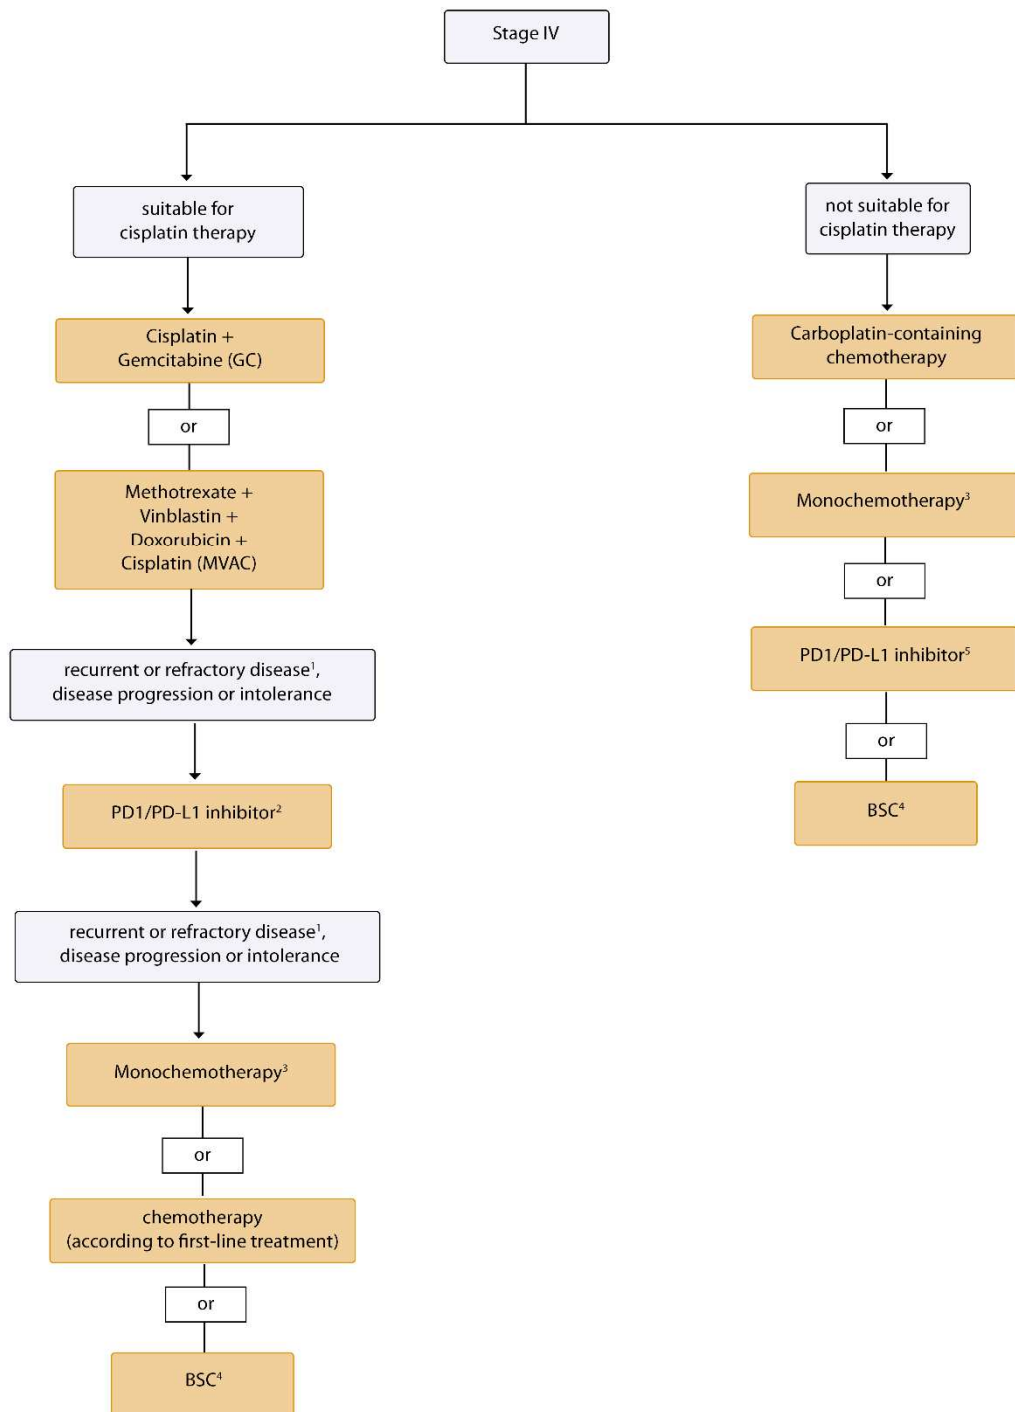 Stage IV
suitable for
cisplatin therapy
Cisplatin +
Gemcitabine (GC)
or
Methotrexate +
Vinblastin +
Doxorubicin +
Cisplatin (MVAC)
recurrent or refractory disease¹,
disease progression or intolerance
PD1/PD-L1 inhibitor²
recurrent or refractory disease¹,
disease progression or intolerance
Monochemotherapy³
or
chemotherapy
(according to first-line treatment)
or
BSC⁴
not suitable for
cisplatin therapy
Carboplatin-containing
chemotherapy
or
Monochemotherapy³
or
PD1/PD-L1 inhibitor⁵
or
BSC⁴